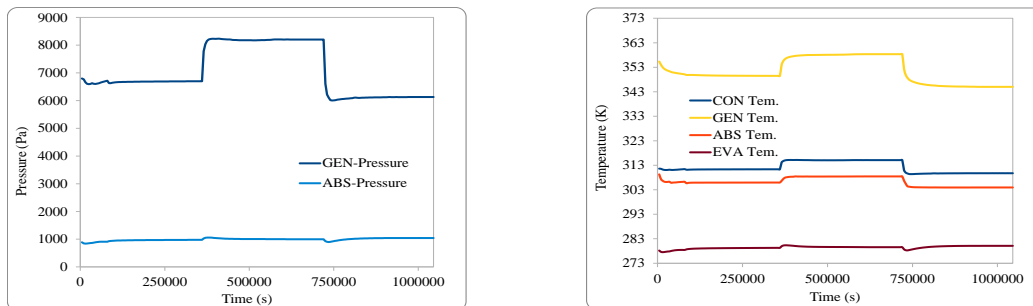 9000
8000
7000
6000
5000
4000
3000
2000
1000
0
Pressure (Pa)
GEN-Pressure
ABS-Pressure
0 250000 500000 750000 1000000
Time (s)
373
363
353
343
333
323
313
303
293
283
273
Temperature (K)
CON Tem.
GEN Tem.
ABS Tem.
EVA Tem.
0 250000 500000 750000 1000000
Time (s)